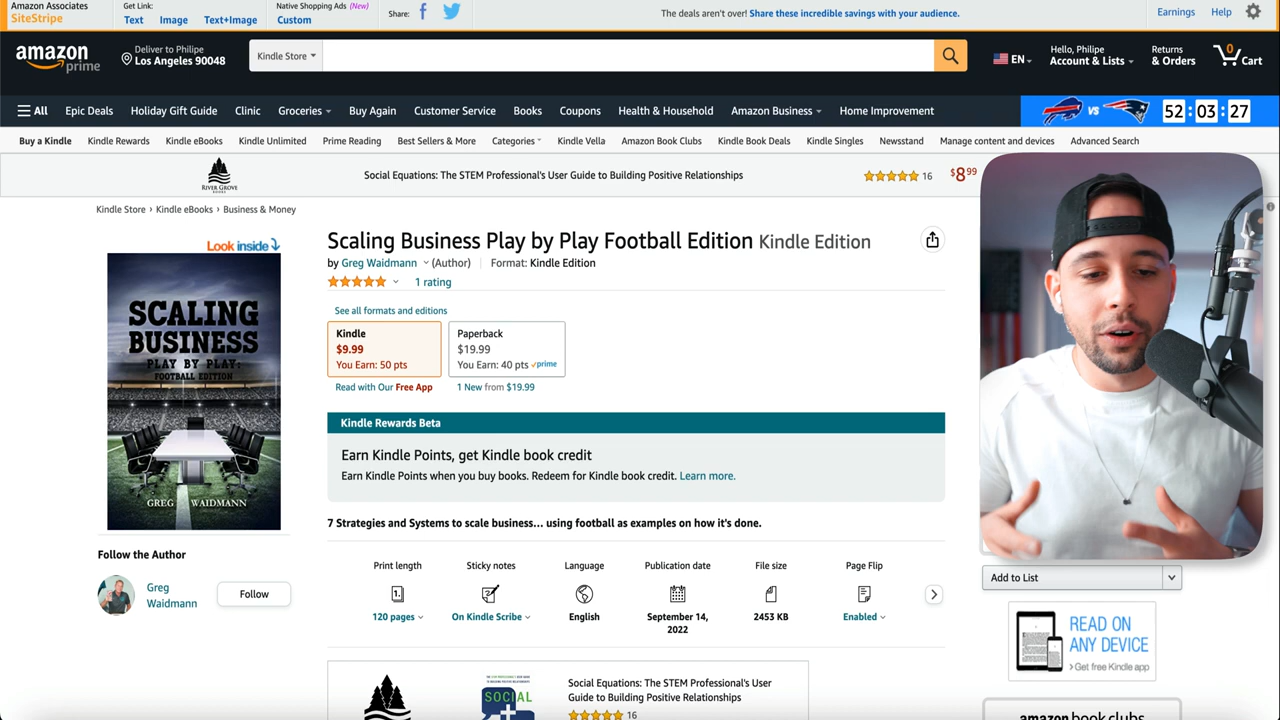 Amazon Associates
SiteStripe
Get Link:
Text Image Text+Image
Native Shopping Ads (New)
Custom
Share:
The deals aren't over! Share these incredible savings with your audience.
Earnings Help
amazon prime
Deliver to Philipe
Los Angeles 90048
Kindle Store
EN
Hello, Philipe
Account & Lists
Returns
& Orders
0
Cart
All Epic Deals Holiday Gift Guide Clinic Groceries Buy Again Customer Service Books Coupons Health & Household Amazon Business Home Improvement
VS
52:03:27
Buy a Kindle Kindle Rewards Kindle eBooks Kindle Unlimited Prime Reading Best Sellers & More Categories Kindle Vella Amazon Book Clubs Kindle Book Deals Kindle Singles Newsstand Manage content and devices Advanced Search
RIVER GROVE
BOOKS
Social Equations: The STEM Professional's User Guide to Building Positive Relationships
16
$8.99
Kindle Store › Kindle eBooks › Business & Money
Look inside
SCALING
BUSINESS
PLAY BY PLAY:
FOOTBALL EDITION
GREG WAIDMANN
Scaling Business Play by Play Football Edition Kindle Edition
by Greg Waidmann (Author) Format: Kindle Edition
1 rating
See all formats and editions
Kindle
$9.99
You Earn: 50 pts
Paperback
$19.99
You Earn: 40 pts prime
Read with Our Free App
1 New from $19.99
Kindle Rewards Beta
Earn Kindle Points, get Kindle book credit
Earn Kindle Points when you buy books. Redeem for Kindle book credit. Learn more.
7 Strategies and Systems to scale business... using football as examples on how it's done.
Follow the Author
Greg
Waidmann
Follow
Print length
1.
120 pages
Sticky notes
On Kindle Scribe
Language
English
Publication date
September 14,
2022
File size
2453 KB
Page Flip
Enabled
Add to List
READ ON
ANY DEVICE
› Get free Kindle app
SOCIAL
Social Equations: The STEM Professional's User
Guide to Building Positive Relationships
16
amazon book clubs